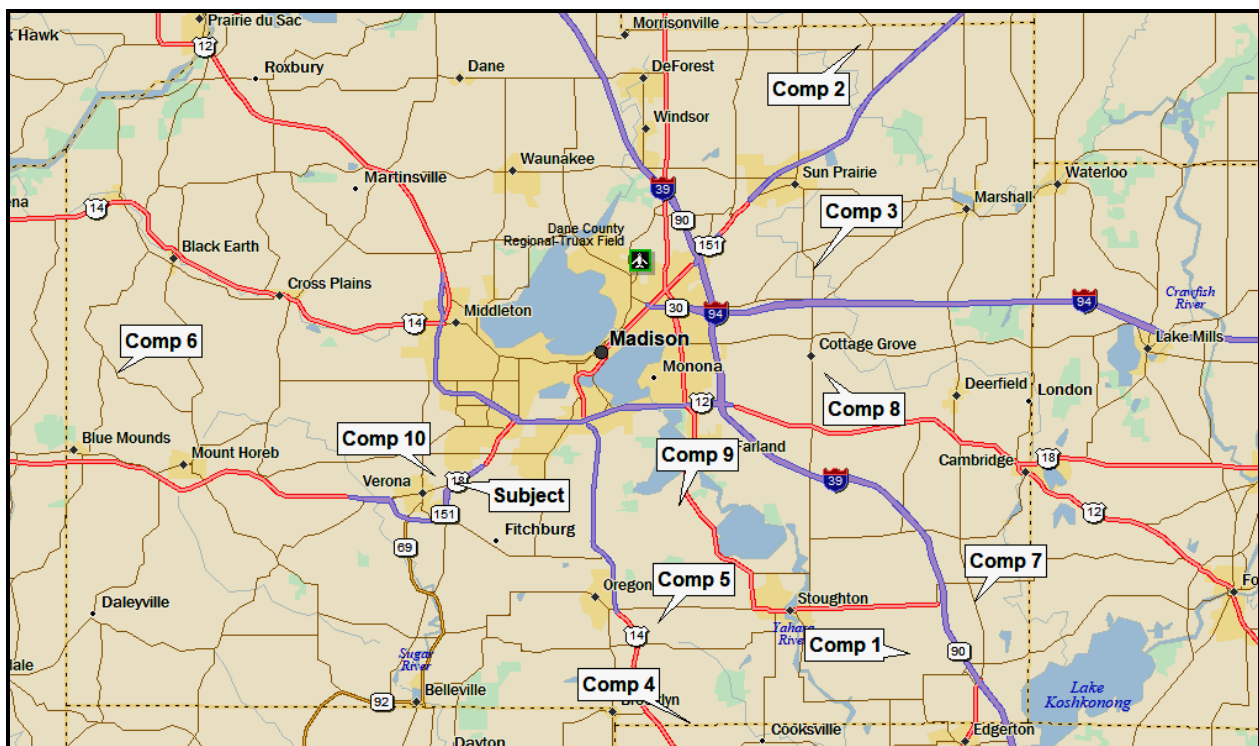 Prairie du Sac
Hawk
12
Roxbury
Dane
Morrisonville
DeForest
Comp 2
Windsor
Waunakee
Martinsville
39
Sun Prairie
Waterloo
Marshall
14
90
Comp 3
Dane County
Regional-Truax Field
151
Black Earth
Cross Plains
Crawfish
River
94
94
30
Middleton
14
Comp 6
Madison
Cottage Grove
Lake Mills
Monona
Deerfield
London
12
Comp 8
Blue Mounds
Comp 10
Farland
Mount Horeb
Comp 9
Cambridge
18
Verona
18
Subject
39
12
151
Fitchburg
69
Comp 7
Comp 5
Oregon
Daleyville
Stoughton
Yahara
River
14
Comp 1
90
Sugar
River
Comp 4
Belleville
92
Lake
Koshkonong
Cooksville
Edgerton
Dayton